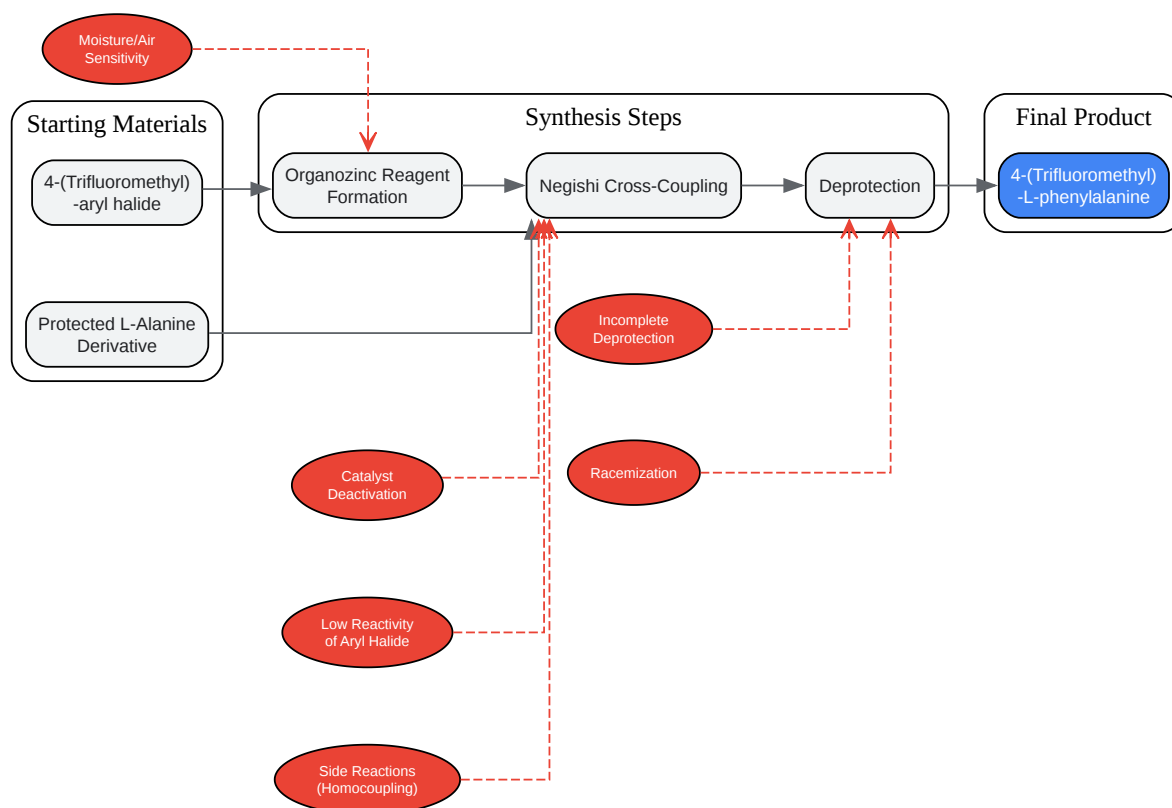 Moisture/Air
Sensitivity
Starting Materials
Synthesis Steps
Final Product
4-(Trifluoromethyl)
-aryl halide
Organozinc Reagent
Formation
Negishi Cross-Coupling
Deprotection
4-(Trifluoromethyl)
-L-phenylalanine
Protected L-Alanine
Derivative
Incomplete
Deprotection
Catalyst
Deactivation
Racemization
Low Reactivity
of Aryl Halide
Side Reactions
(Homocoupling)